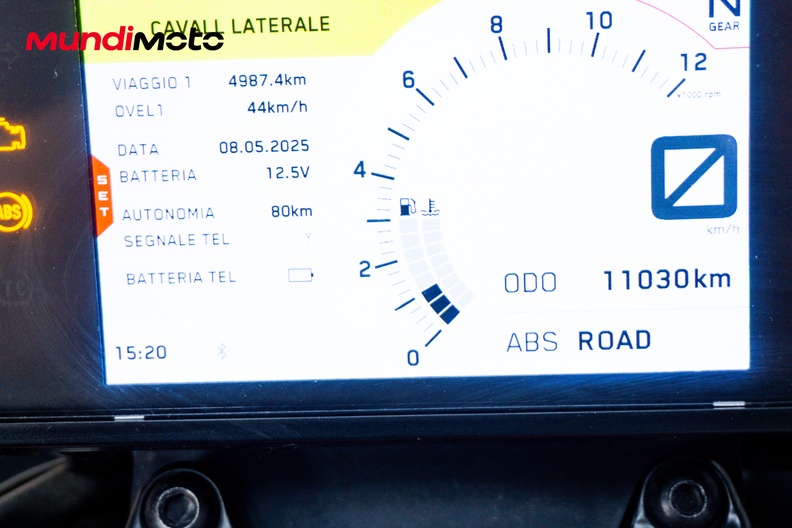 CAVALL LATERALE
MundiMoto
N
GEAR
VIAGGIO 1 4987.4km
OVEL1 44km/h
DATA 08.05.2025
BATTERIA 12.5V
AUTONOMIA 80km
SEGNALE TEL
BATTERIA TEL
15:20
SET
ABS
0
2
4
6
8
10
12
x1000 rpm
0
km/h
ODO 11030km
ABS ROAD